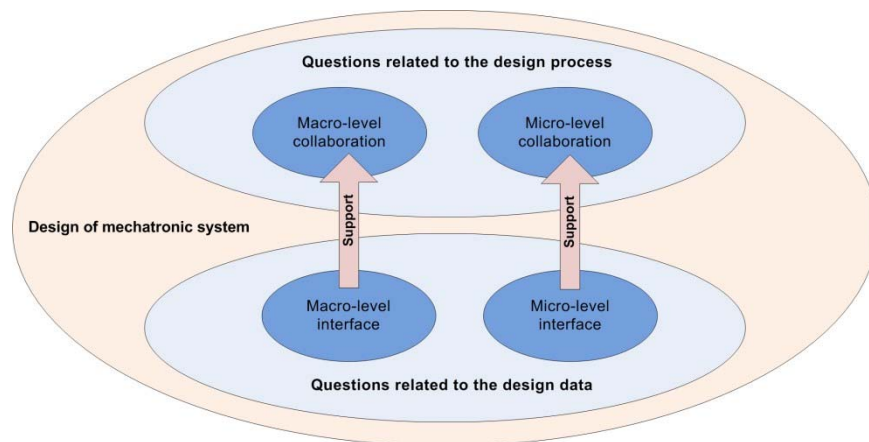 Questions related to the design process
Macro-level
collaboration
Micro-level
collaboration
Support
Support
Design of mechatronic system
Macro-level
interface
Micro-level
interface
Questions related to the design data